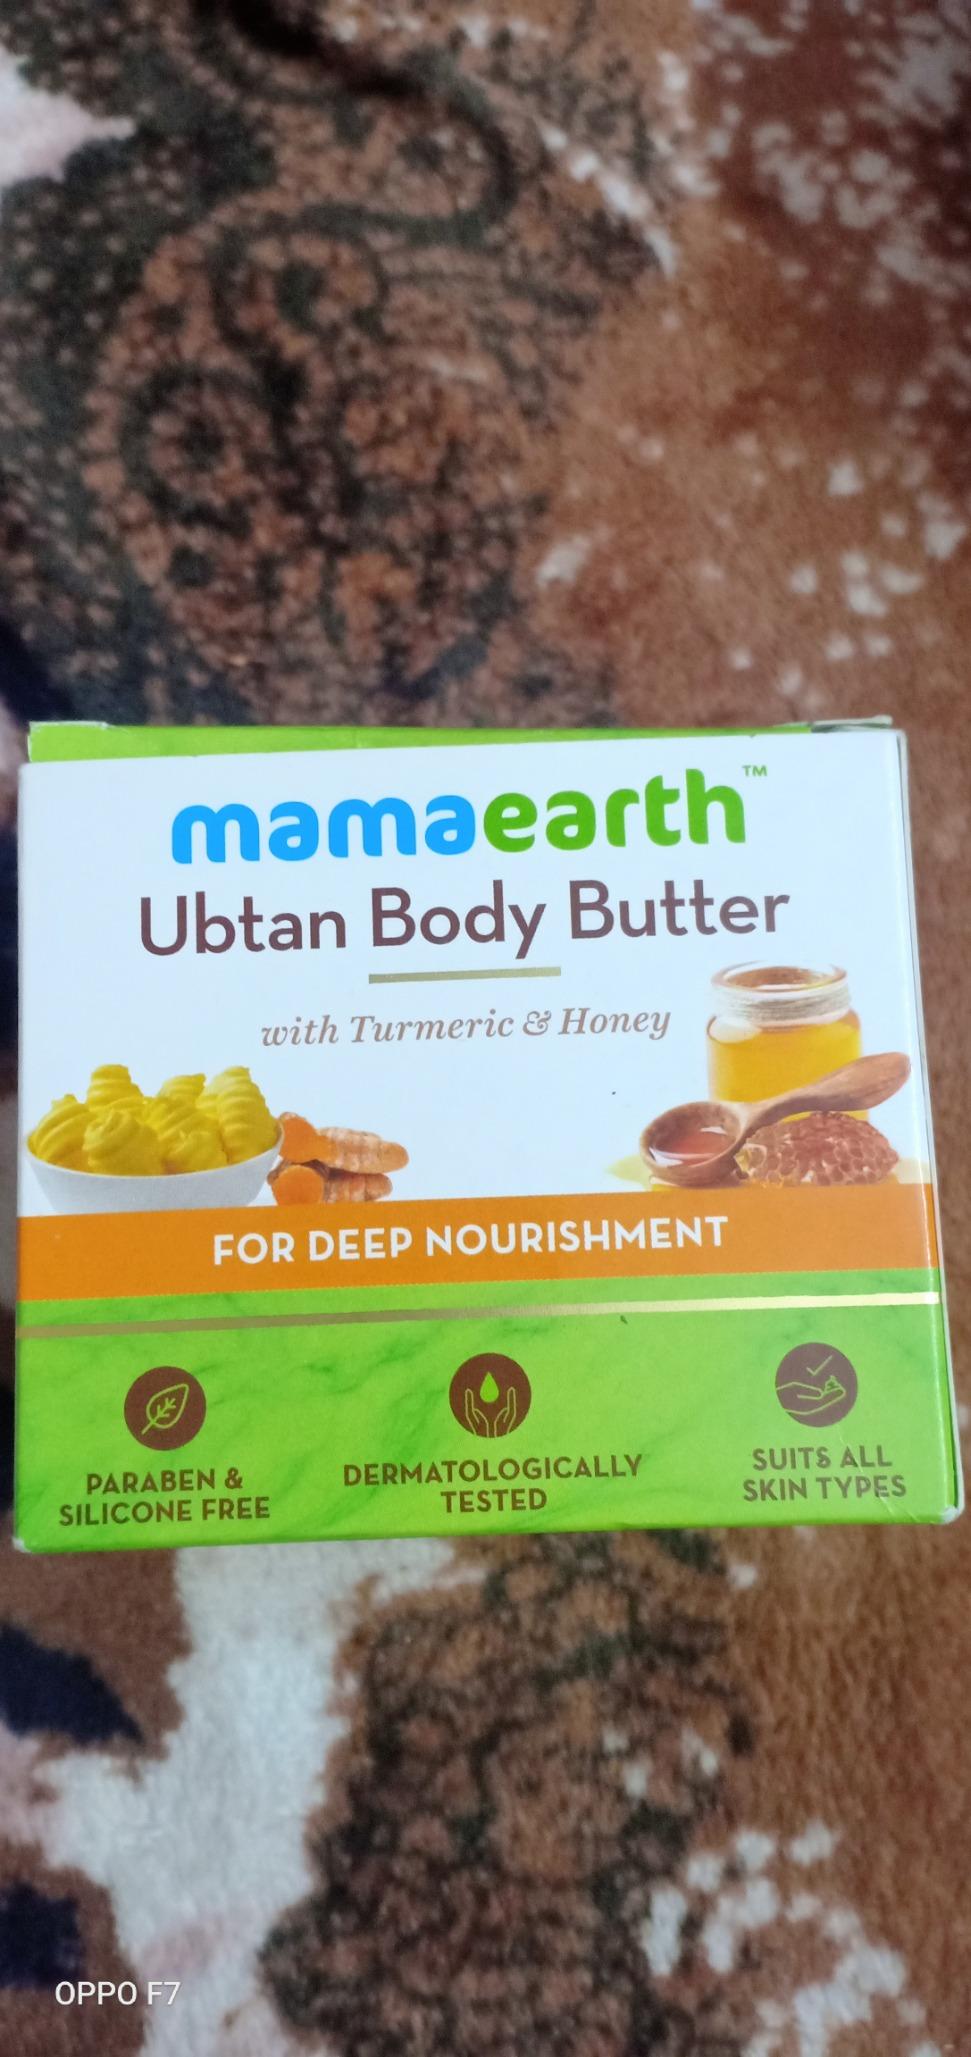 mamaearth™
Ubtan Body Butter
with Turmeric & Honey
FOR DEEP NOURISHMENT
PARABEN &
SILICONE FREE
DERMATOLOGICALLY
TESTED
SUITS ALL
SKIN TYPES
OPPO F7